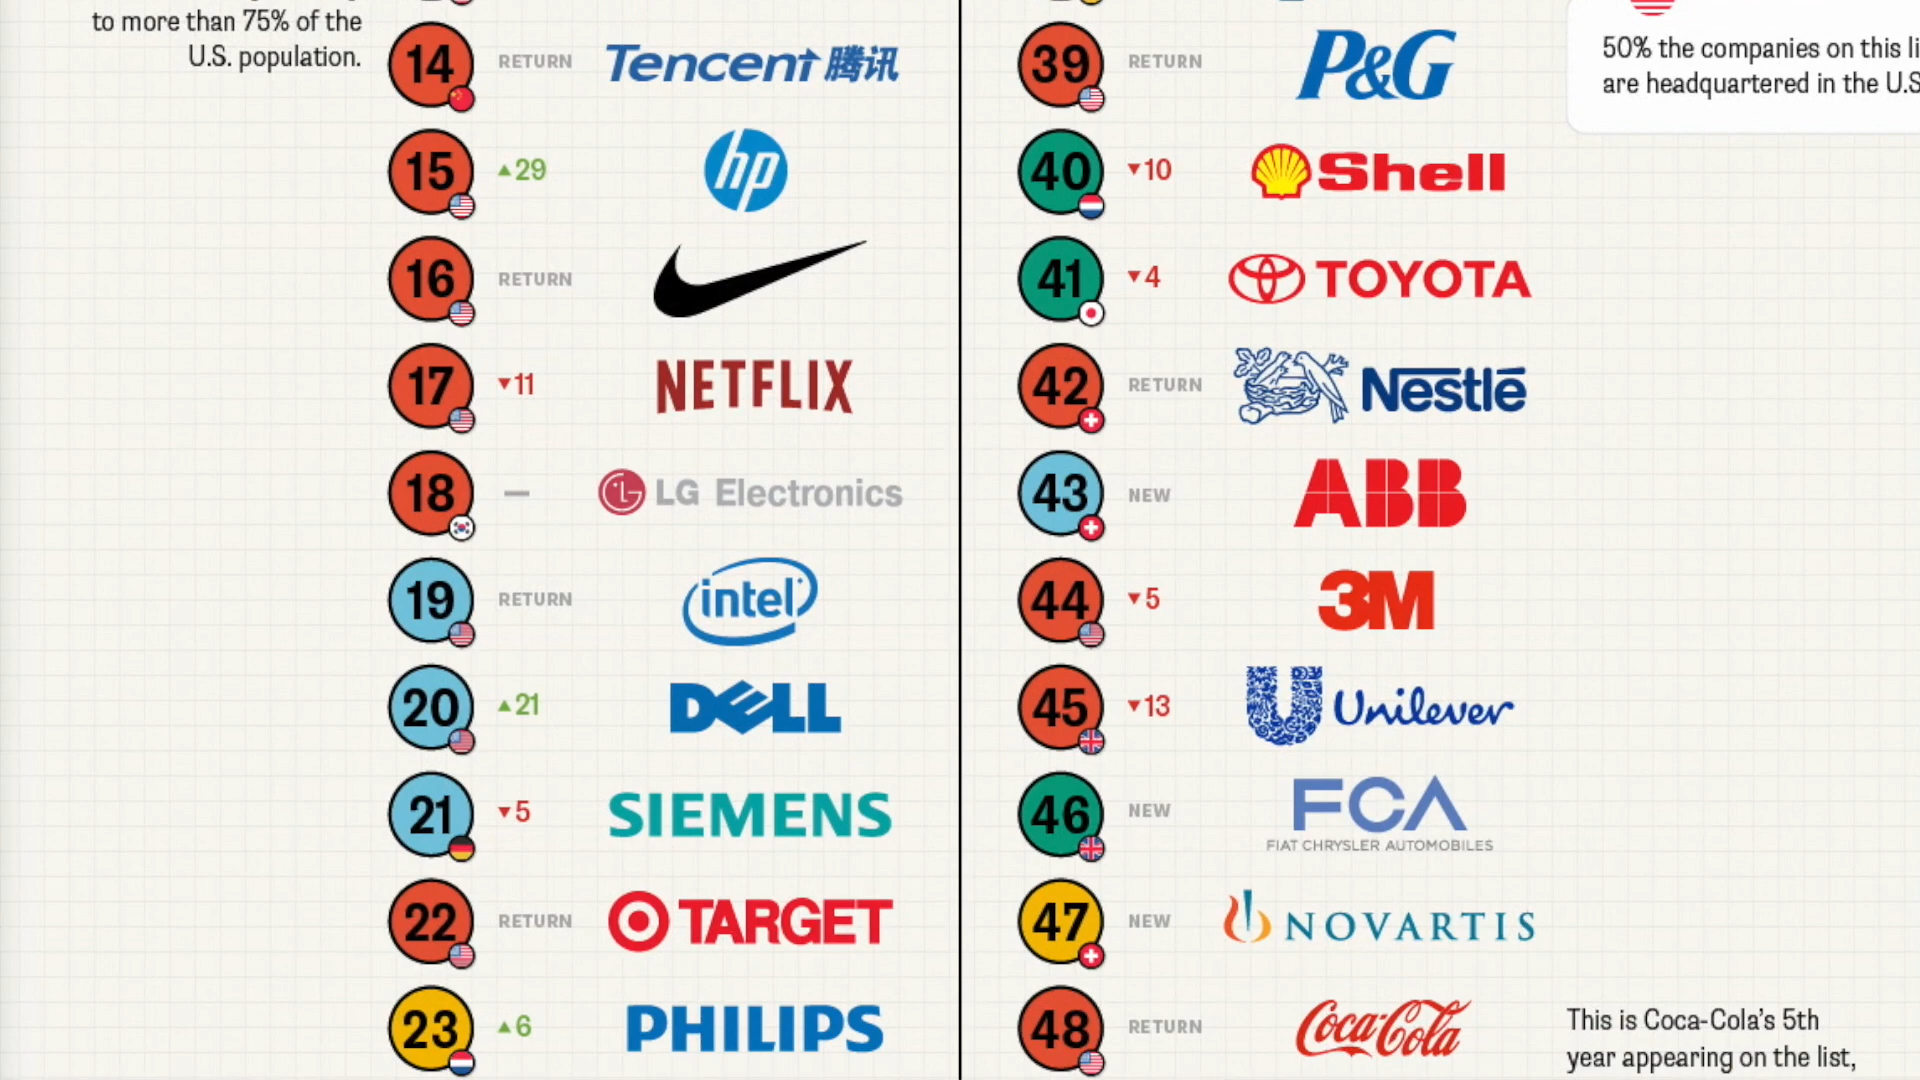 to more than 75% of the
U.S. population.
14 RETURN Tencent 腾讯
15 ▲29 hp
16 RETURN
17 ▼11 NETFLIX
18 — LG LG Electronics
19 RETURN intel
20 ▲21 DELL
21 ▼5 SIEMENS
22 RETURN TARGET
23 ▲6 PHILIPS
39 RETURN P&G
40 ▼10 Shell
41 ▼4 TOYOTA
42 RETURN Nestlé
43 NEW ABB
44 ▼5 3M
45 ▼13 Unilever
46 NEW FCA
FIAT CHRYSLER AUTOMOBILES
47 NEW NOVARTIS
48 RETURN Coca-Cola
50% the companies on this li
are headquartered in the U.S
This is Coca-Cola's 5th
year appearing on the list,